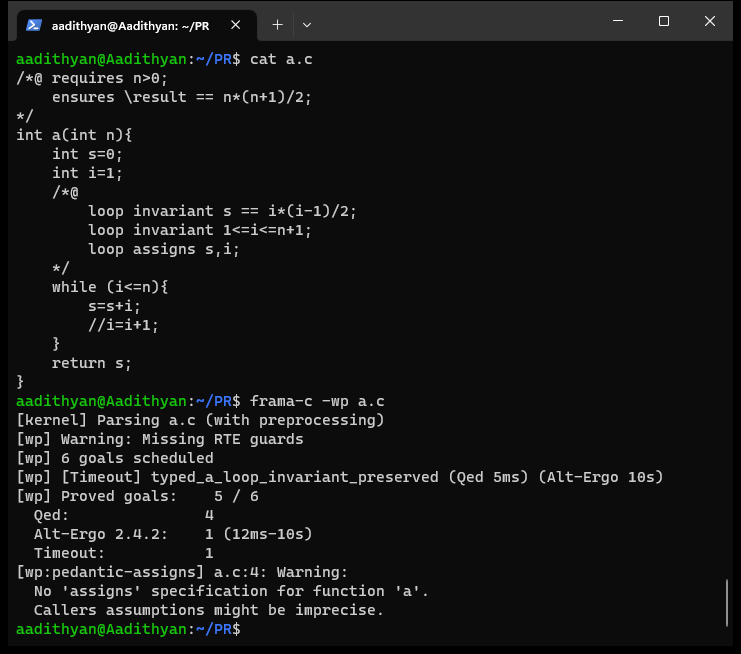 aadithyan@Aadithyan: ~/PR
aadithyan@Aadithyan:~/PR$ cat a.c
/*@ requires n>0;
    ensures \result == n*(n+1)/2;
*/
int a(int n){
    int s=0;
    int i=1;
    /*@
        loop invariant s == i*(i-1)/2;
        loop invariant 1<=i<=n+1;
        loop assigns s,i;
    */
    while (i<=n){
        s=s+i;
        //i=i+1;
    }
    return s;
}
aadithyan@Aadithyan:~/PR$ frama-c -wp a.c
[kernel] Parsing a.c (with preprocessing)
[wp] Warning: Missing RTE guards
[wp] 6 goals scheduled
[wp] [Timeout] typed_a_loop_invariant_preserved (Qed 5ms) (Alt-Ergo 10s)
[wp] Proved goals:    5 / 6
  Qed:               4
  Alt-Ergo 2.4.2:    1 (12ms-10s)
  Timeout:           1
[wp:pedantic-assigns] a.c:4: Warning:
  No 'assigns' specification for function 'a'.
  Callers assumptions might be imprecise.
aadithyan@Aadithyan:~/PR$